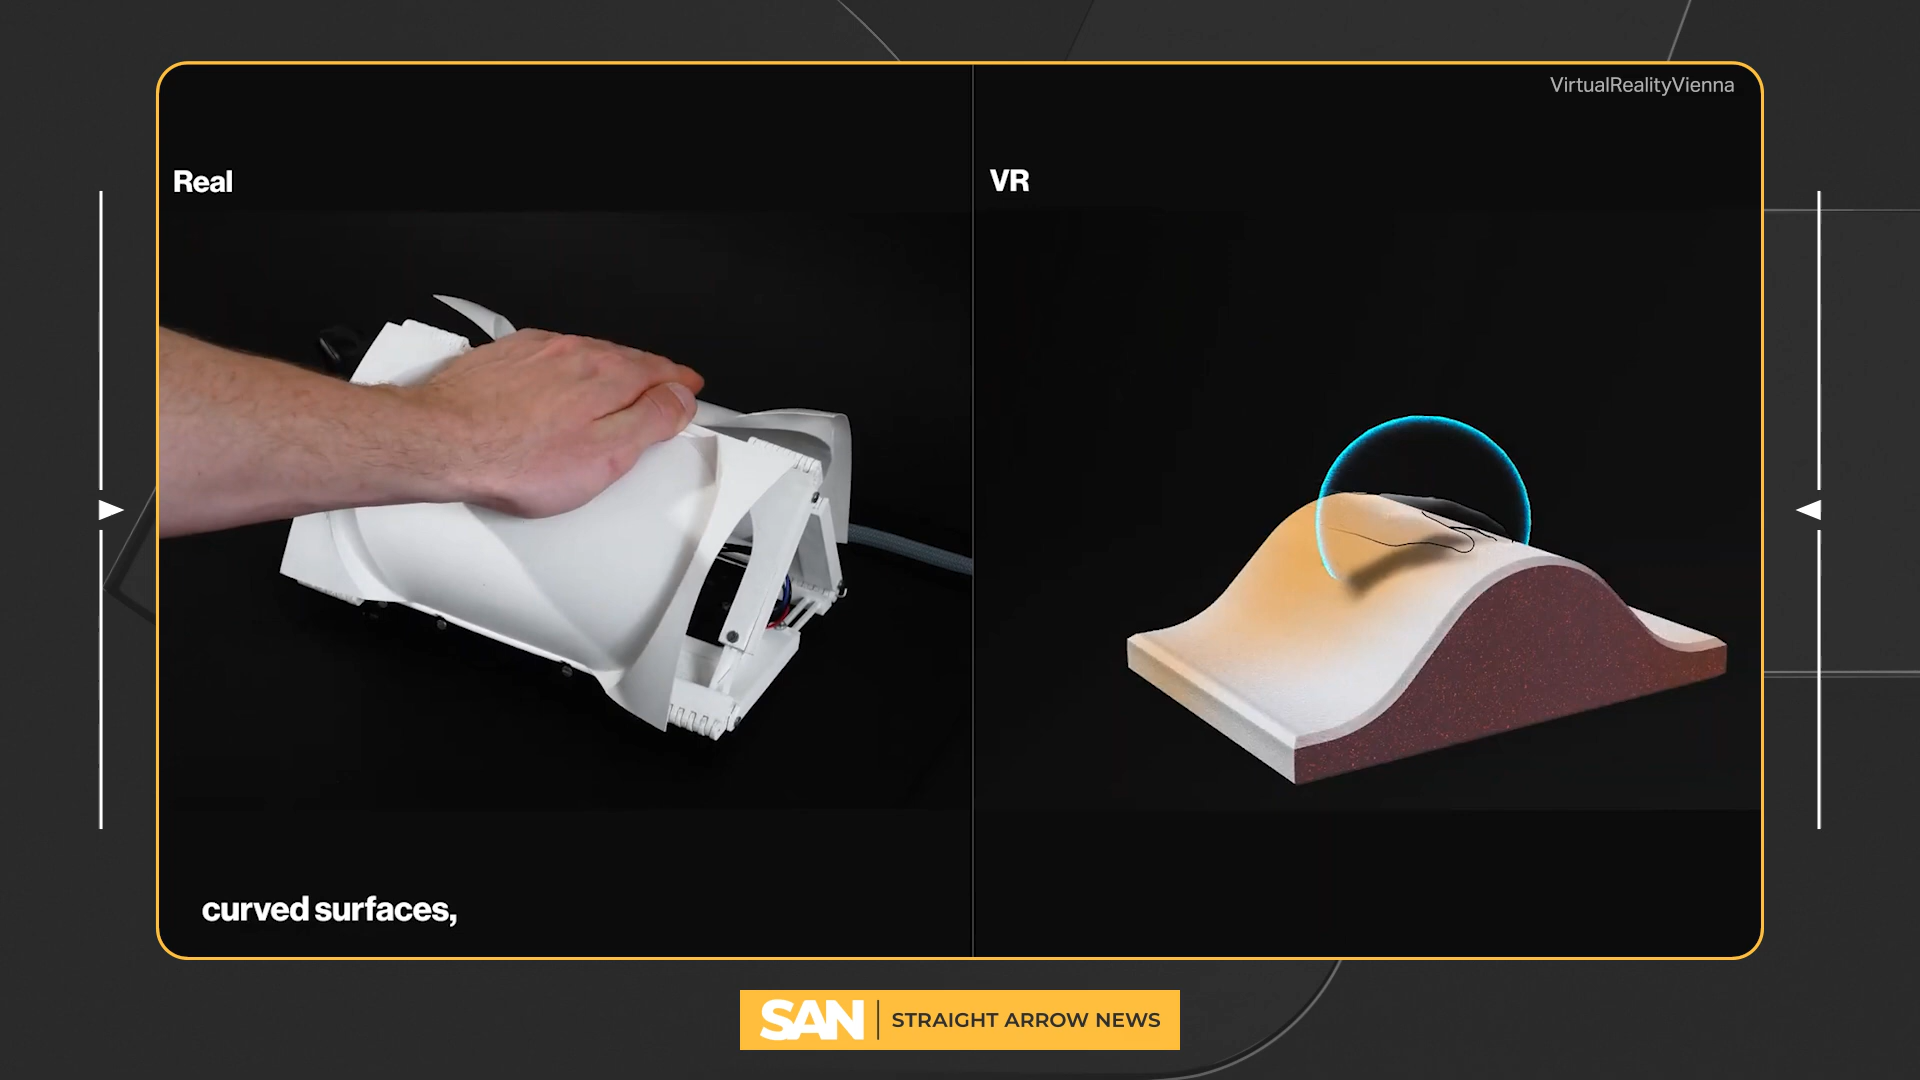 VirtualRealityVienna
Real
VR
curved surfaces,
SAN
STRAIGHT ARROW NEWS